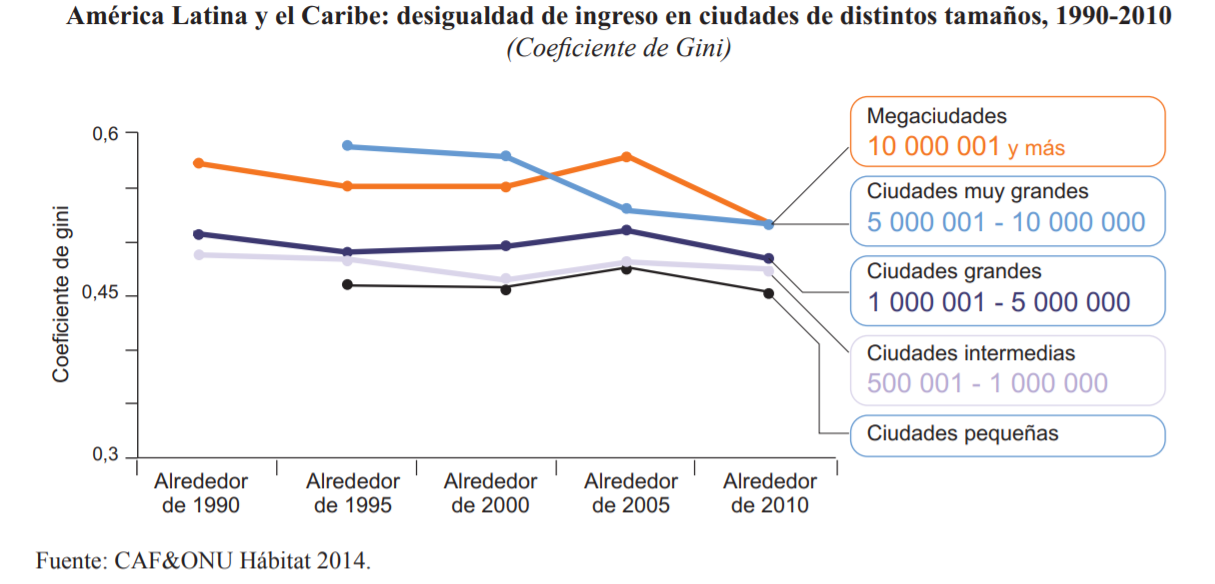 América Latina y el Caribe: desigualdad de ingreso en ciudades de distintos tamaños, 1990-2010
(Coeficiente de Gini)
0,6
0,45
0,3
Coeficiente de gini
Megaciudades
10 000 001 y más
Ciudades muy grandes
5 000 001 - 10 000 000
Ciudades grandes
1 000 001 - 5 000 000
Ciudades intermedias
500 001 - 1 000 000
Ciudades pequeñas
Alrededor
de 1990
Alrededor
de 1995
Alrededor
de 2000
Alrededor
de 2005
Alrededor
de 2010
Fuente: CAF&ONU Hábitat 2014.